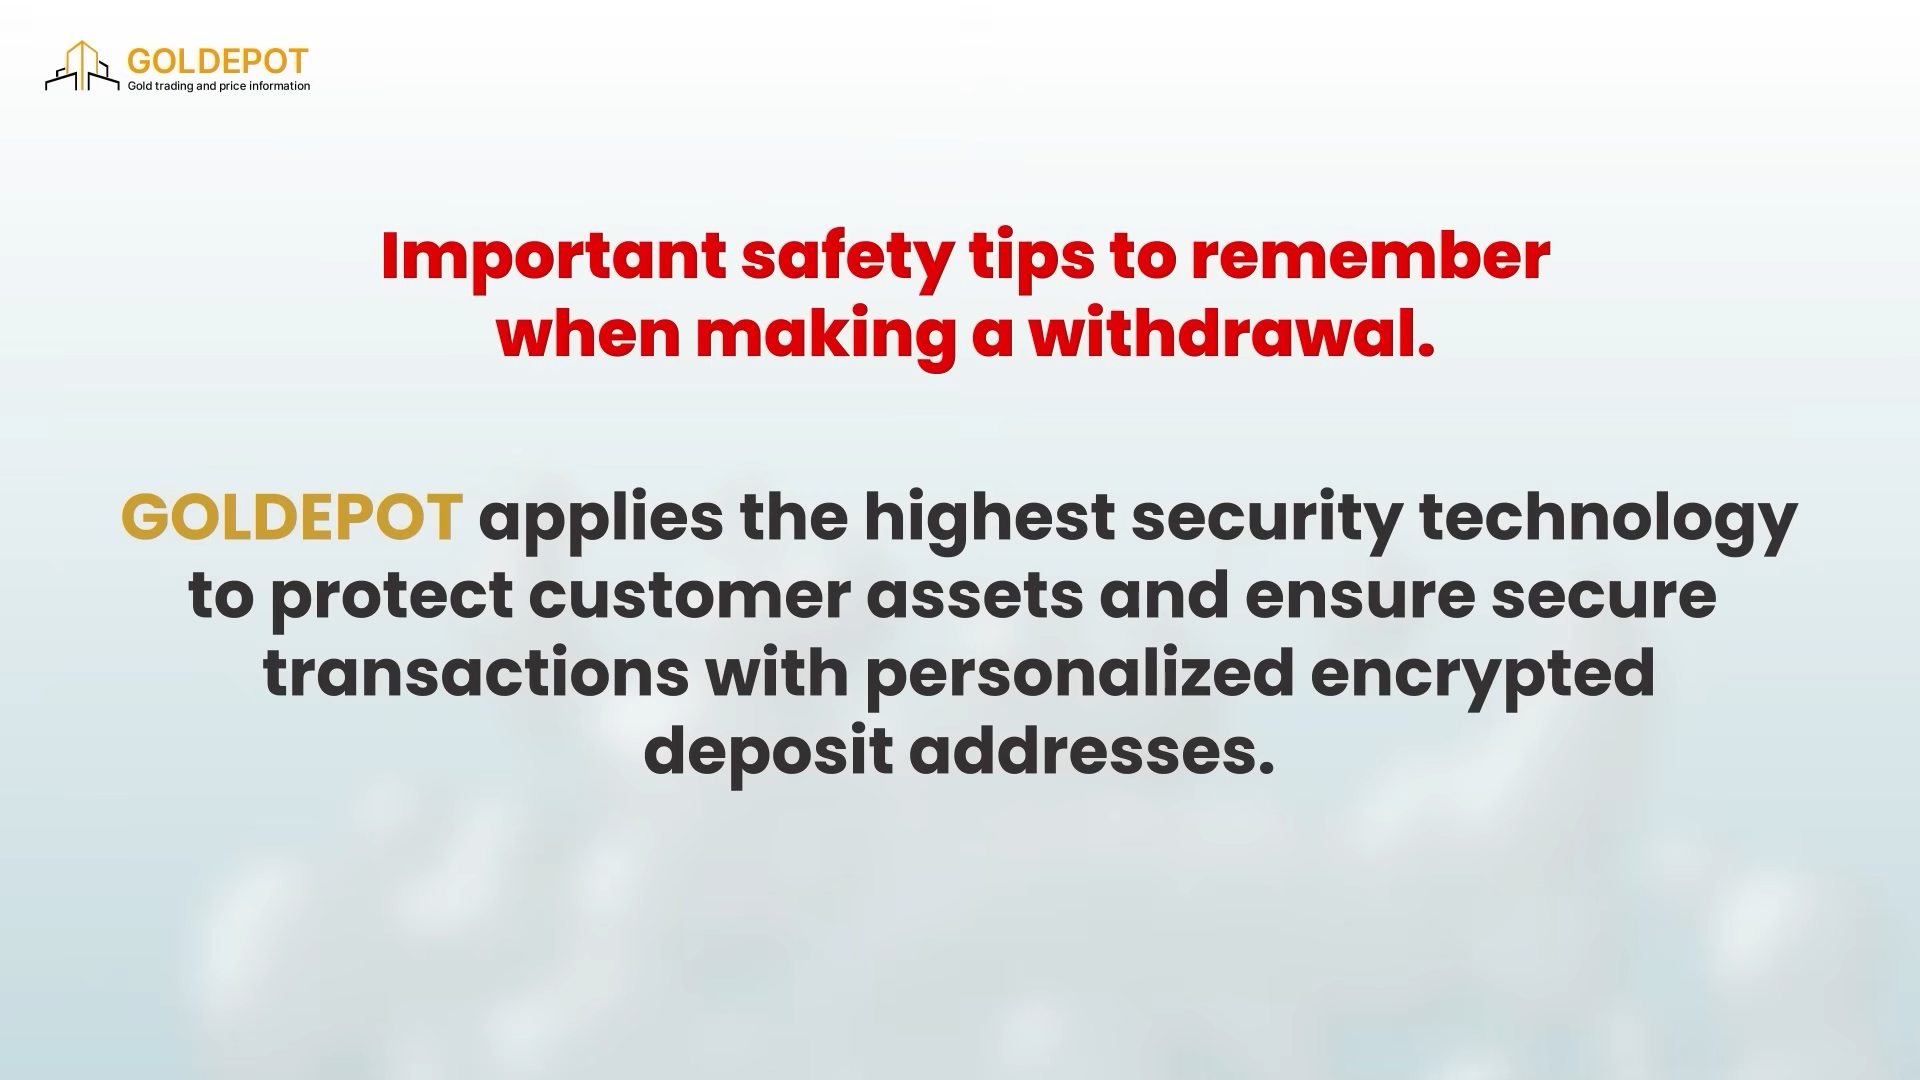 GOLDEPOT
Gold trading and price information
Important safety tips to remember
when making a withdrawal.
GOLDEPOT applies the highest security technology
to protect customer assets and ensure secure
transactions with personalized encrypted
deposit addresses.